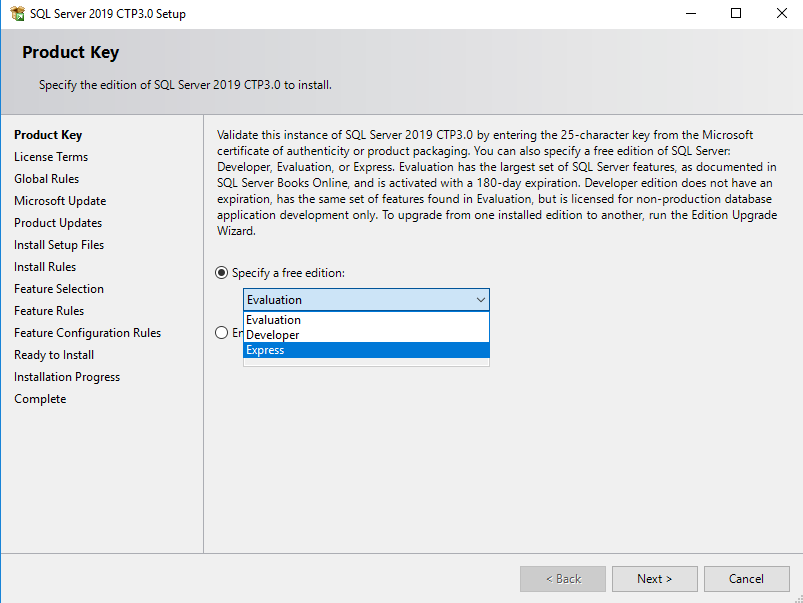 SQL Server 2019 CTP3.0 Setup
Product Key
Specify the edition of SQL Server 2019 CTP3.0 to install.
Product Key
License Terms
Global Rules
Microsoft Update
Product Updates
Install Setup Files
Install Rules
Feature Selection
Feature Rules
Feature Configuration Rules
Ready to Install
Installation Progress
Complete
Validate this instance of SQL Server 2019 CTP3.0 by entering the 25-character key from the Microsoft
certificate of authenticity or product packaging. You can also specify a free edition of SQL Server:
Developer, Evaluation, or Express. Evaluation has the largest set of SQL Server features, as documented in
SQL Server Books Online, and is activated with a 180-day expiration. Developer edition does not have an
expiration, has the same set of features found in Evaluation, but is licensed for non-production database
application development only. To upgrade from one installed edition to another, run the Edition Upgrade
Wizard.
Specify a free edition:
Evaluation
Evaluation
Developer
Express
< Back
Next >
Cancel